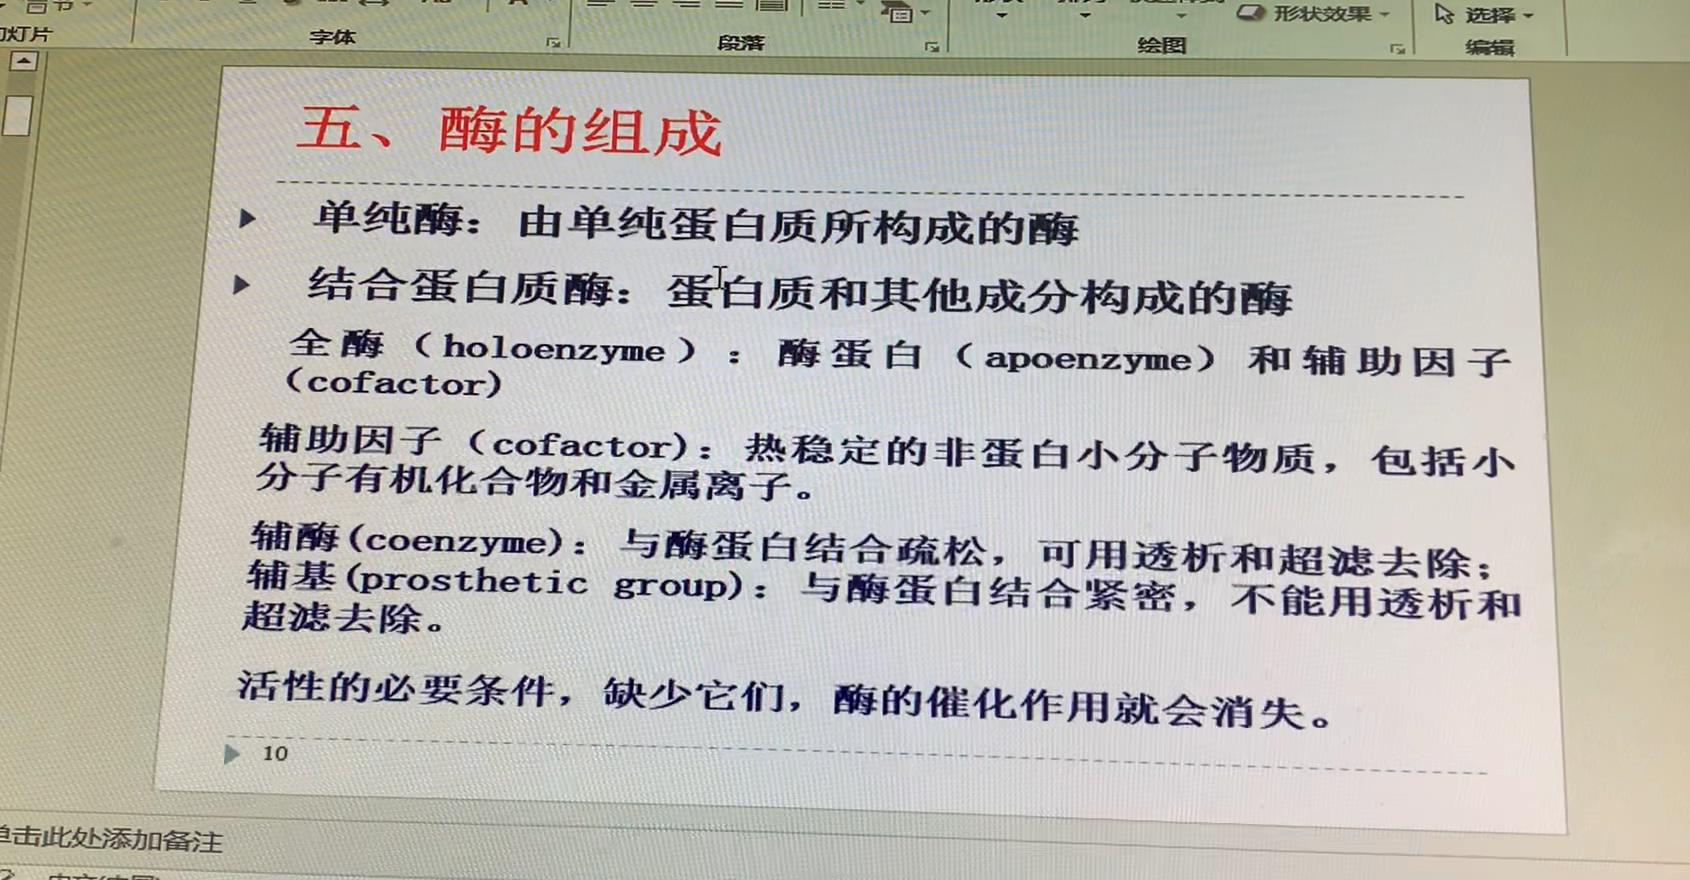 字体
段落
绘图
形状效果
选择
编辑
五、酶的组成
单纯酶：由单纯蛋白质所构成的酶
结合蛋白质酶：蛋白质和其他成分构成的酶
全酶（holoenzyme）：酶蛋白（apoenzyme）和辅助因子
(cofactor)
辅助因子（cofactor)：热稳定的非蛋白小分子物质，包括小
分子有机化合物和金属离子。
辅酶(coenzyme)：与酶蛋白结合疏松，可用透析和超滤去除；
辅基(prosthetic group)：与酶蛋白结合紧密，不能用透析和
超滤去除。
活性的必要条件，缺少它们，酶的催化作用就会消失。
10
单击此处添加备注